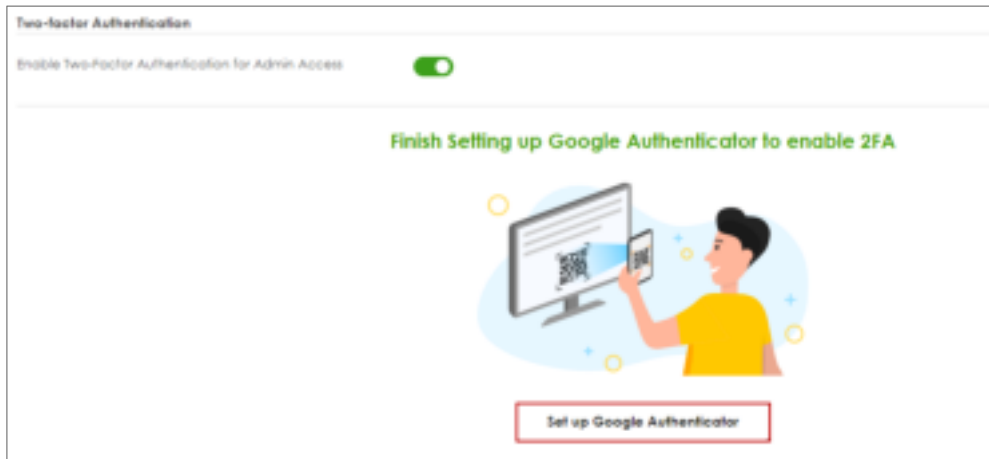 Two-factor Authentication
Enable Two-Factor Authentication for Admin Access
Finish Setting up Google Authenticator to enable 2FA
Set up Google Authenticator